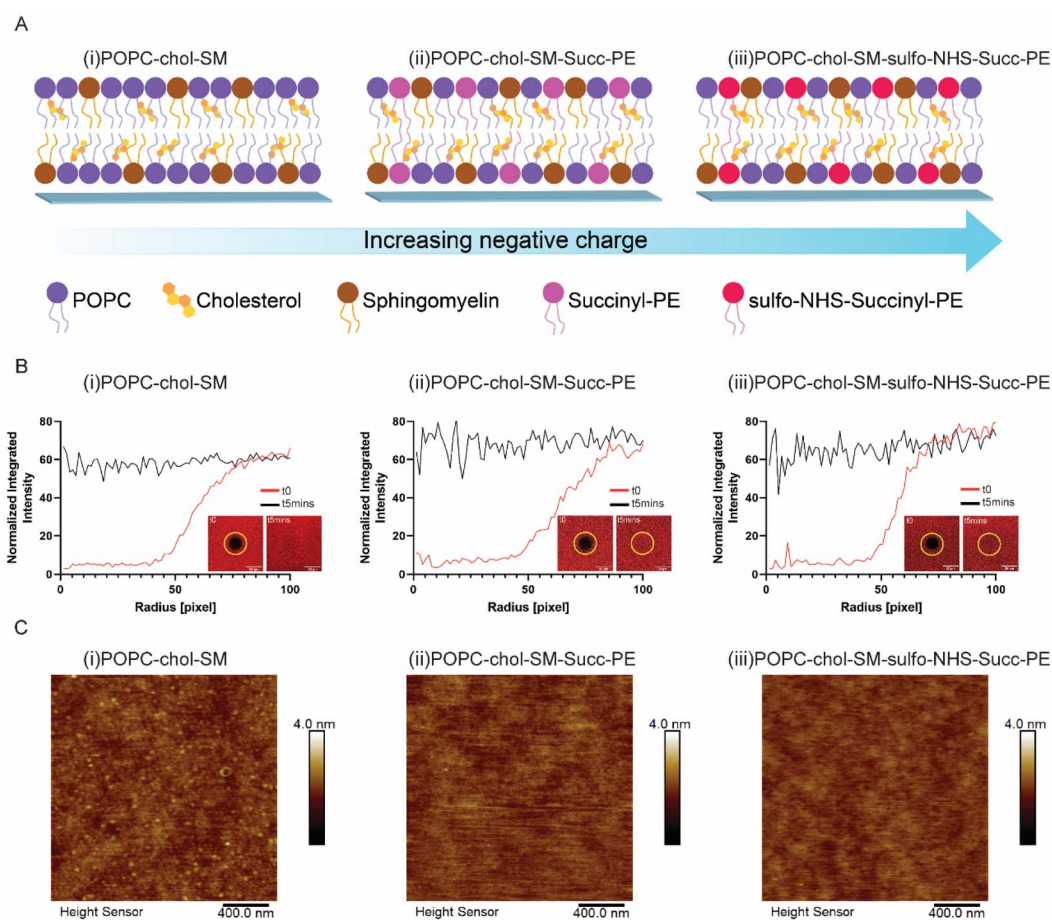 A
(i)POPC-chol-SM
(ii)POPC-chol-SM-Succ-PE
(iii)POPC-chol-SM-sulfo-NHS-Succ-PE
Increasing negative charge
POPC
Cholesterol
Sphingomyelin
Succinyl-PE
sulfo-NHS-Succinyl-PE
B
(i)POPC-chol-SM
(ii)POPC-chol-SM-Succ-PE
(iii)POPC-chol-SM-sulfo-NHS-Succ-PE
Normalized Integrated
Intensity
80
60
40
20
0
0
50
100
Radius [pixel]
t0
t5mins
t0
t5mins
Normalized Integrated
Intensity
80
60
40
20
0
0
50
100
Radius [pixel]
t0
t5mins
t0
t5mins
Normalized Integrated
Intensity
80
60
40
20
0
0
50
100
Radius [pixel]
t0
t5mins
t0
t5mins
C
(i)POPC-chol-SM
(ii)POPC-chol-SM-Succ-PE
(iii)POPC-chol-SM-sulfo-NHS-Succ-PE
4.0 nm
4.0 nm
4.0 nm
Height Sensor
400.0 nm
Height Sensor
400.0 nm
Height Sensor
400.0 nm